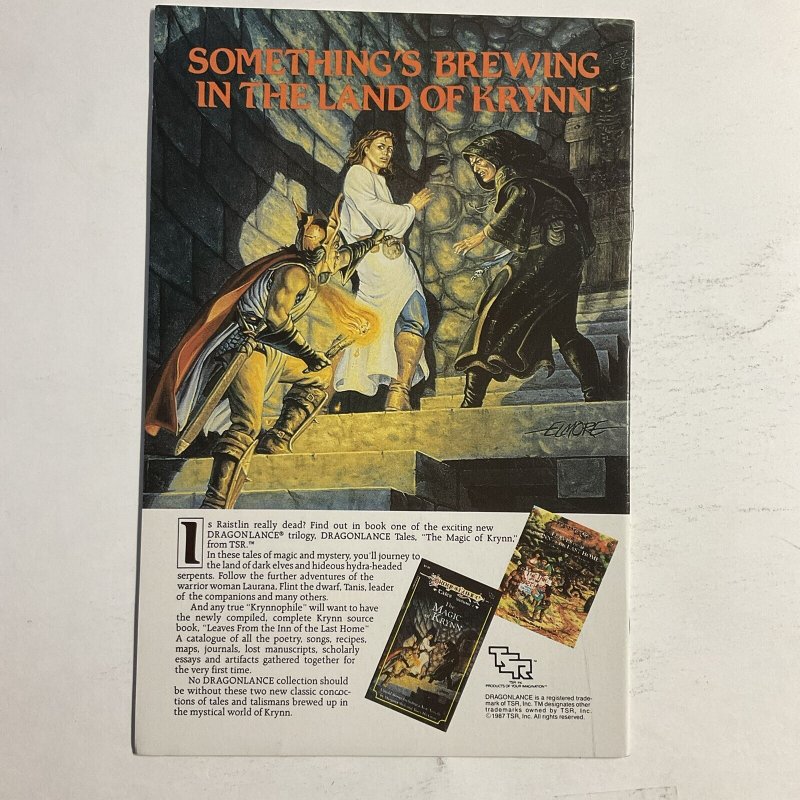 SOMETHING'S BREWING
IN THE LAND OF KRYNN
ELMORE
Is Raistlin really dead? Find out in book one of the exciting new
DRAGONLANCE® trilogy. DRAGONLANCE Tales, "The Magic of Krynn,"
from TSR.™
In these tales of magic and mystery, you'll journey to
the land of dark elves and hideous hydra-headed
serpents. Follow the further adventures of the
warrior woman Laurana. Flint the dwarf, Tanis, leader
of the companions and many others.
And any true "Krynnophile" will want to have
the newly compiled, complete Krynn source
book, "Leaves From the Inn of the Last Home"
A catalogue of all the poetry, songs, recipes,
maps, journals, lost manuscripts, scholarly
essays and artifacts gathered together for
the very first time.
No DRAGONLANCE collection should
be without these two new classic concoc-
tions of tales and talismans brewed up in
the mystical world of Krynn.
The
MAGIC
of
KRYNN
TSR™
TSR, Inc.
PRODUCTS OF YOUR IMAGINATION™
DRAGONLANCE is a registered trade-
mark of TSR, Inc. TM designates other
trademarks owned by TSR, Inc.
©1987 TSR, Inc. All rights reserved.